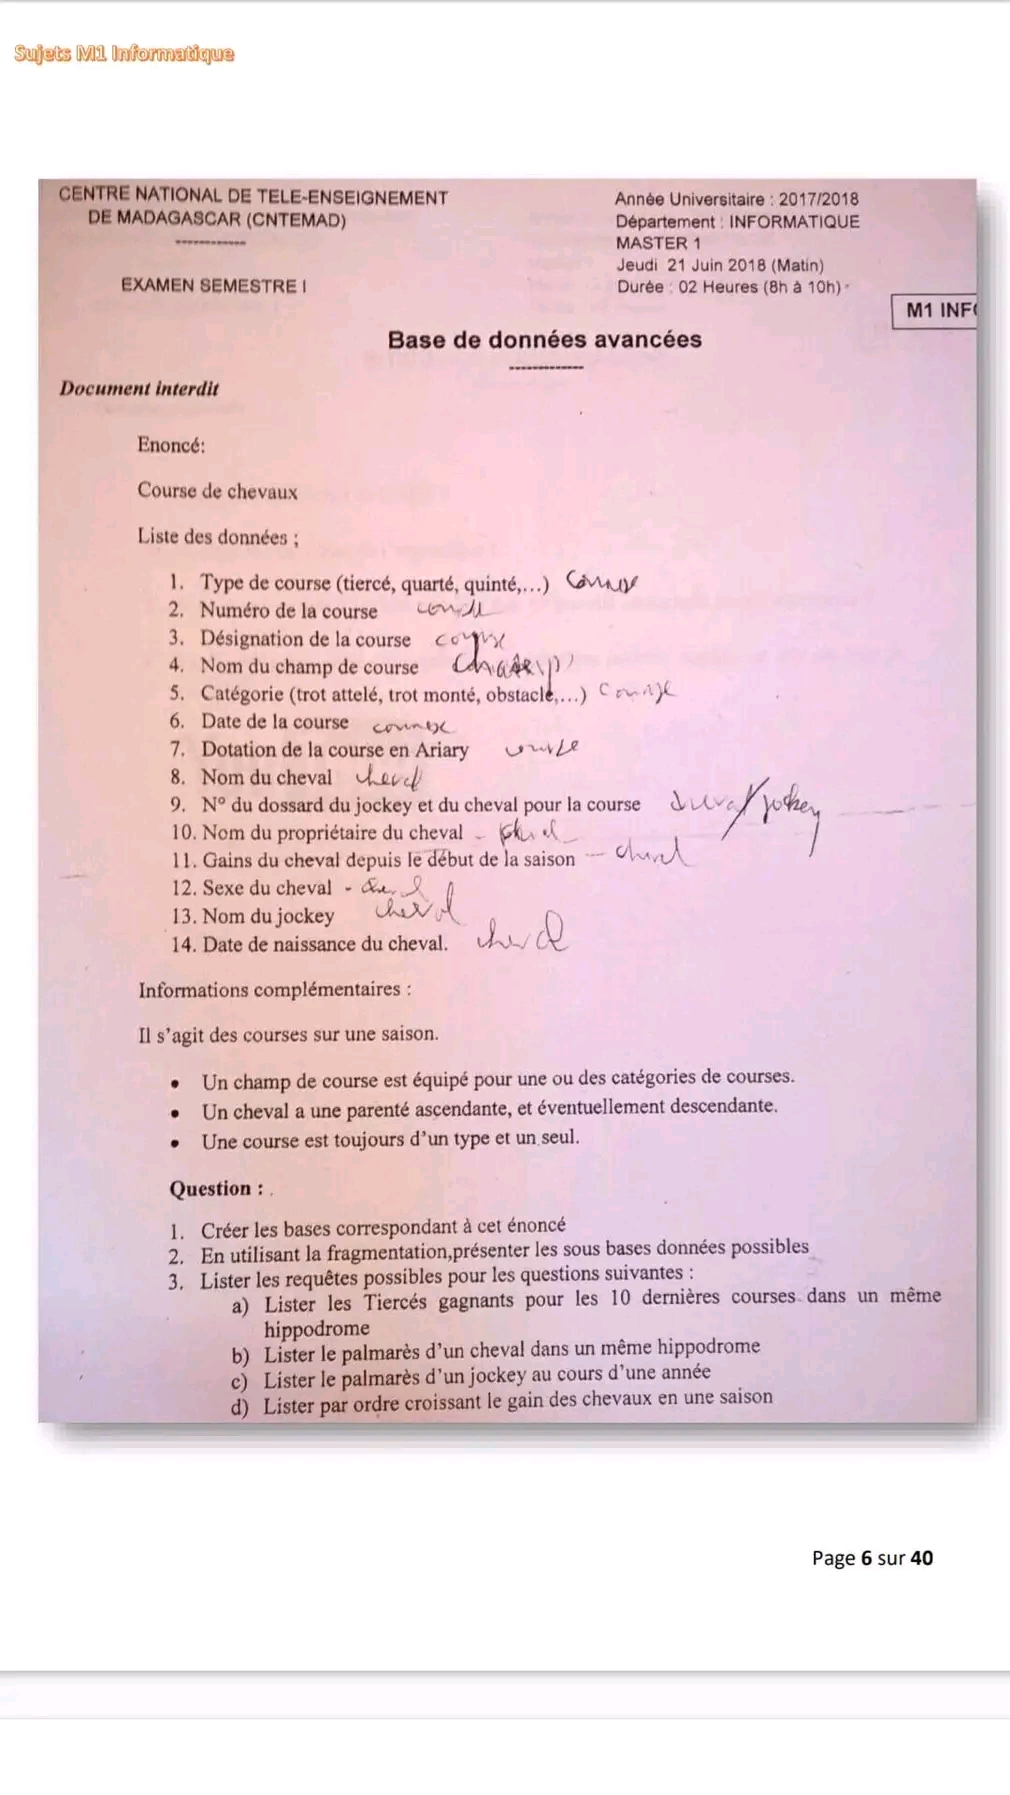 Sujets M1 Informatique
CENTRE NATIONAL DE TELE-ENSEIGNEMENT
DE MADAGASCAR (CNTEMAD)
------------
EXAMEN SEMESTRE I
Année Universitaire : 2017/2018
Département : INFORMATIQUE
MASTER 1
Jeudi 21 Juin 2018 (Matin)
Durée : 02 Heures (8h à 10h)
M1 INF
Base de données avancées
-------------
Document interdit
Enoncé:
Course de chevaux
Liste des données ;
1. Type de course (tiercé, quarté, quinté,...) course
2. Numéro de la course course
3. Désignation de la course course
4. Nom du champ de course
5. Catégorie (trot attelé, trot monté, obstacle,...) course
6. Date de la course course
7. Dotation de la course en Ariary course
8. Nom du cheval cheval
9. N° du dossard du jockey et du cheval pour la course cheval/jockey
10. Nom du propriétaire du cheval -
11. Gains du cheval depuis le début de la saison — cheval
12. Sexe du cheval - cheval
13. Nom du jockey cheval
14. Date de naissance du cheval. cheval
Informations complémentaires :
Il s'agit des courses sur une saison.
• Un champ de course est équipé pour une ou des catégories de courses.
• Un cheval a une parenté ascendante, et éventuellement descendante.
• Une course est toujours d'un type et un seul.
Question :
1. Créer les bases correspondant à cet énoncé
2. En utilisant la fragmentation,présenter les sous bases données possibles
3. Lister les requêtes possibles pour les questions suivantes :
a) Lister les Tiercés gagnants pour les 10 dernières courses dans un même
hippodrome
b) Lister le palmarès d'un cheval dans un même hippodrome
c) Lister le palmarès d'un jockey au cours d'une année
d) Lister par ordre croissant le gain des chevaux en une saison
Page 6 sur 40